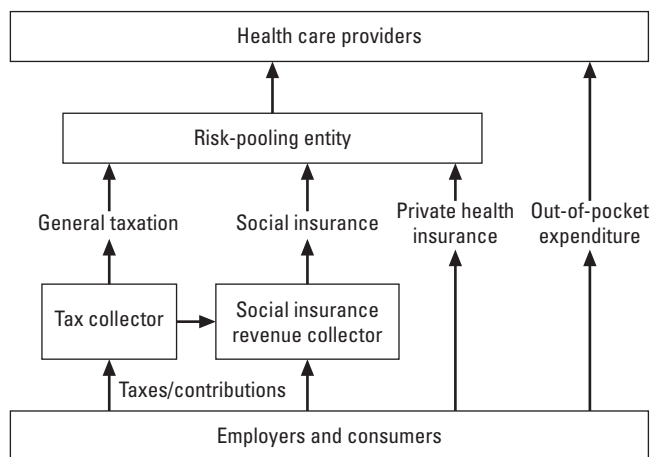 Health care providers
Risk-pooling entity
General taxation
Social insurance
Private health
insurance
Out-of-pocket
expenditure
Tax collector
Social insurance
revenue collector
Taxes/contributions
Employers and consumers